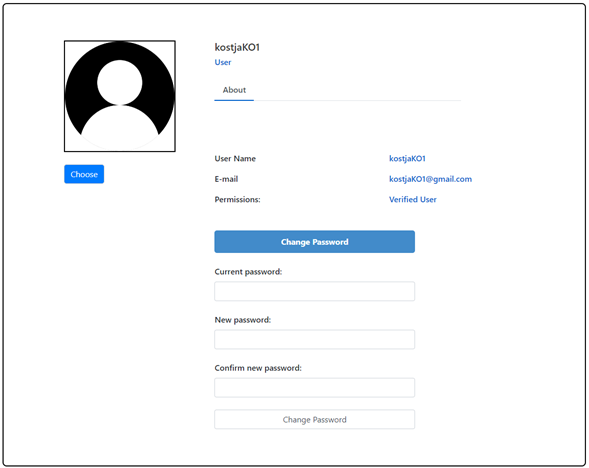 kostjaKO1
User
About
Choose
User Name kostjaKO1
E-mail kostjaKO1@gmail.com
Permissions: Verified User
Change Password
Current password:
New password:
Confirm new password:
Change Password